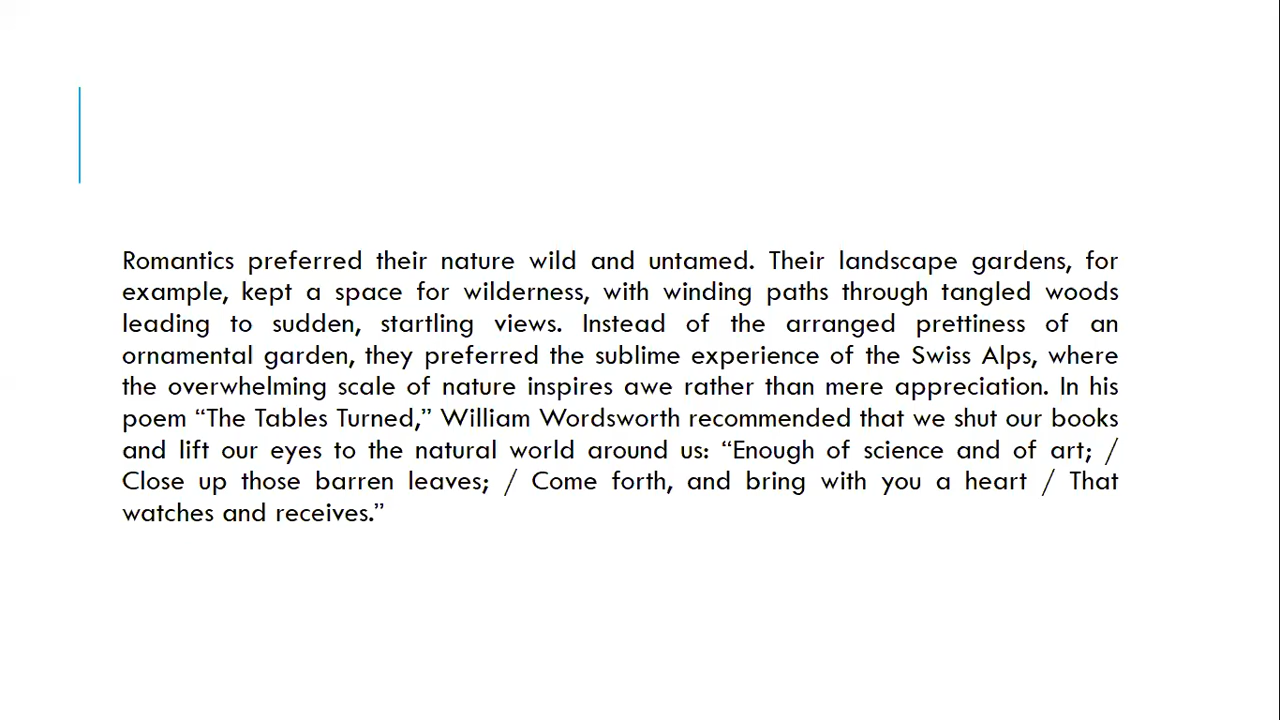 Romantics preferred their nature wild and untamed. Their landscape gardens, for
example, kept a space for wilderness, with winding paths through tangled woods
leading to sudden, startling views. Instead of the arranged prettiness of an
ornamental garden, they preferred the sublime experience of the Swiss Alps, where
the overwhelming scale of nature inspires awe rather than mere appreciation. In his
poem “The Tables Turned,” William Wordsworth recommended that we shut our books
and lift our eyes to the natural world around us: “Enough of science and of art; /
Close up those barren leaves; / Come forth, and bring with you a heart / That
watches and receives.”